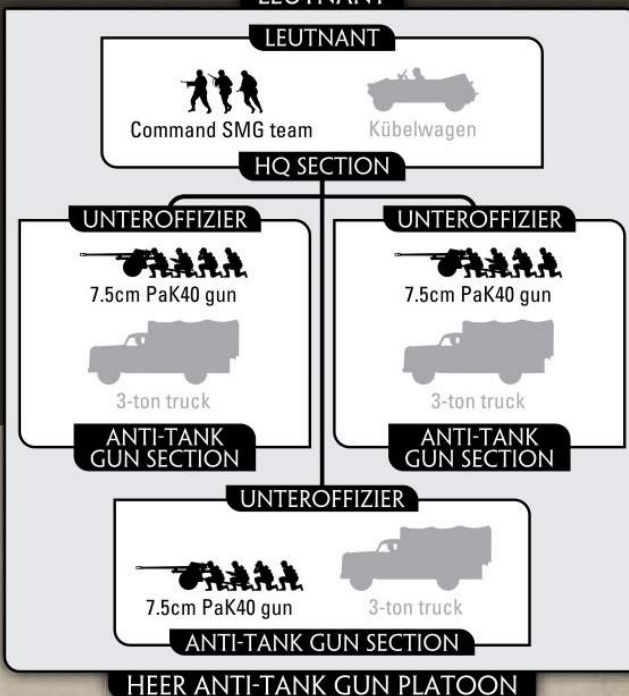 LEUTNANT
LEUTNANT
Command SMG team
Kübelwagen
HQ SECTION
UNTEROFFIZIER
7.5cm PaK40 gun
3-ton truck
ANTI-TANK
GUN SECTION
UNTEROFFIZIER
7.5cm PaK40 gun
3-ton truck
ANTI-TANK
GUN SECTION
UNTEROFFIZIER
7.5cm PaK40 gun
3-ton truck
ANTI-TANK GUN SECTION
HEER ANTI-TANK GUN PLATOON